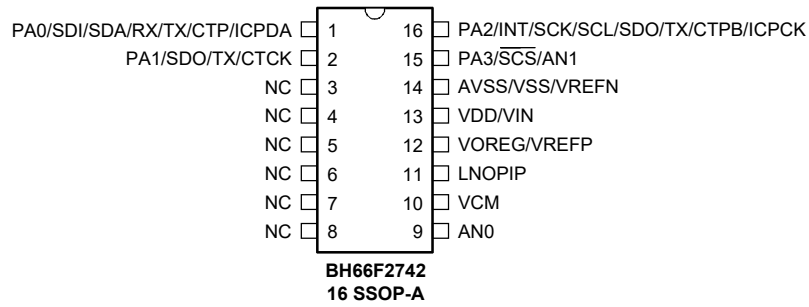 PA0/SDI/SDA/RX/TX/CTP/ICPDA 1 16 PA2/INT/SCK/SCL/SDO/TX/CTPB/ICPCK
PA1/SDO/TX/CTCK 2 15 PA3/S̅C̅S̅/AN1
NC 3 14 AVSS/VSS/VREFN
NC 4 13 VDD/VIN
NC 5 12 VOREG/VREFP
NC 6 11 LNOPIP
NC 7 10 VCM
NC 8 9 AN0
BH66F2742
16 SSOP-A